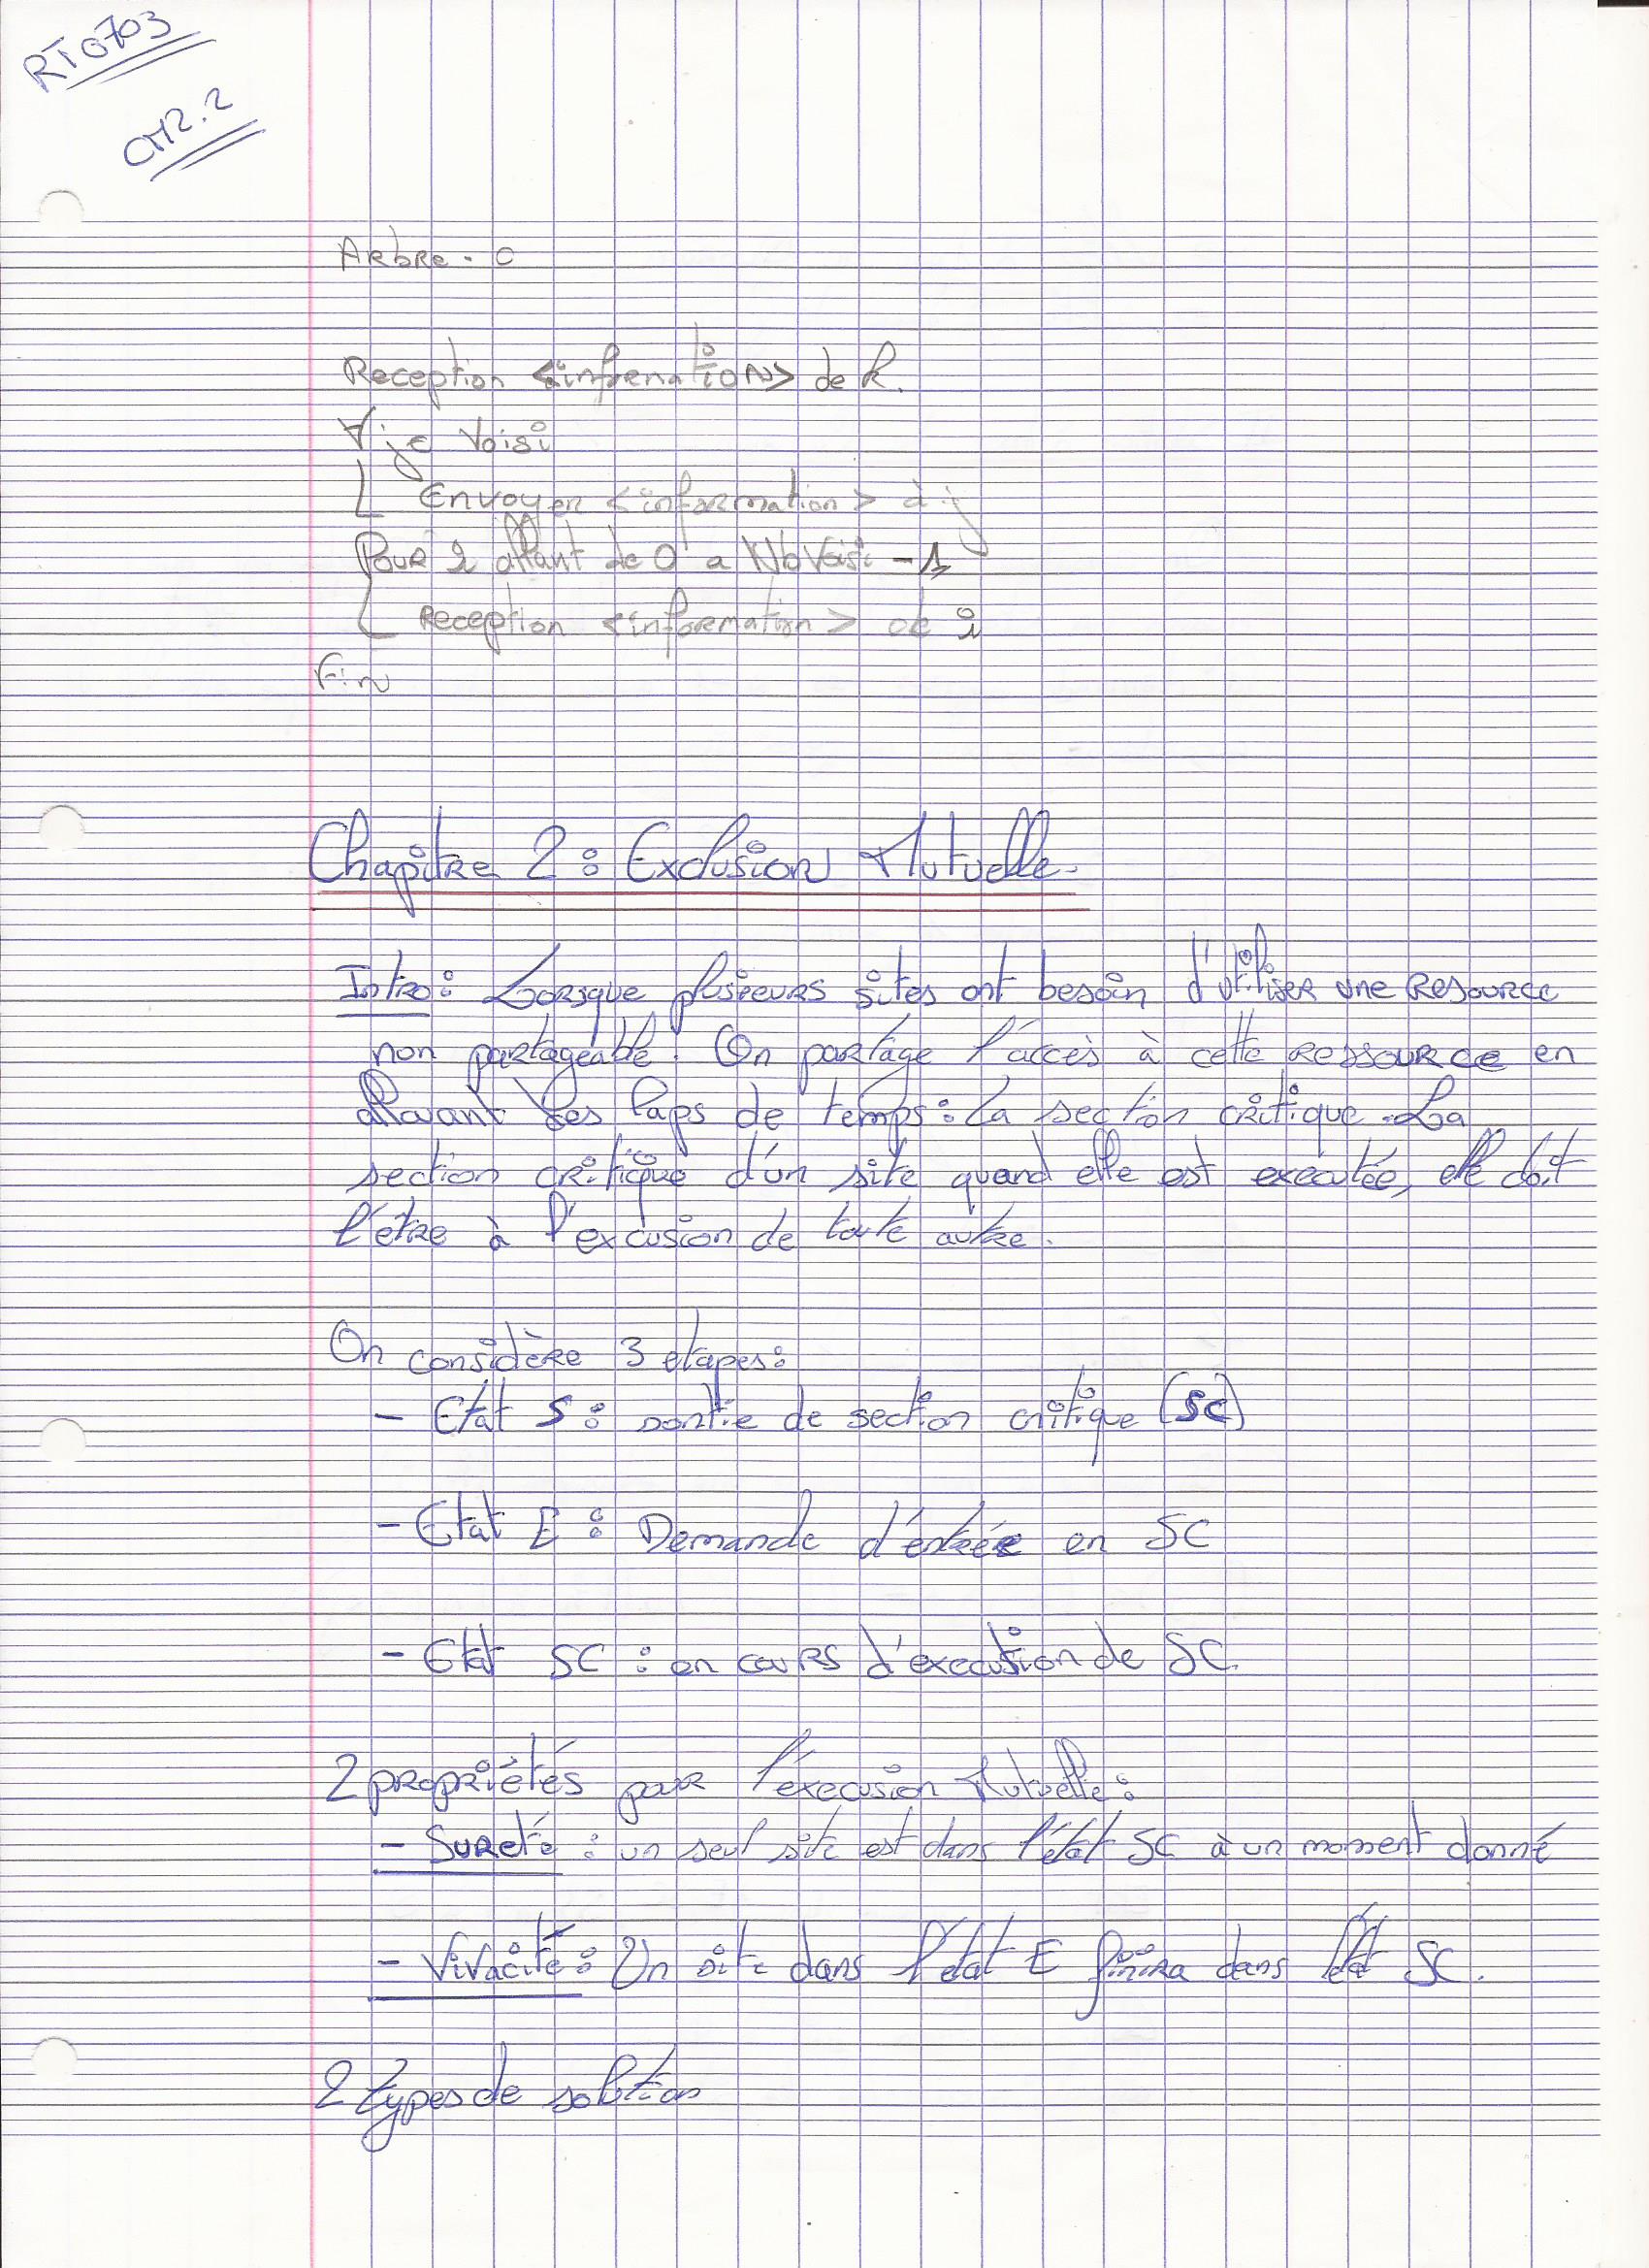 RT0703
CM2.2
Arbre - 0
Reception <infrenation> de k.
∀ j ∈ Voisi
Envoyer <information> à j
Pour i allant de 0 a NbVoisi - 1
Reception <information> de i
Fin
Chapitre 2 : Exclusion Mutuelle.
Intro : Lorsque plusieurs sites ont besoin d'utiliser une Resource
non partageable. On partage l'accès à cette ressource en
allouant des laps de temps : la section critique. La
section critique d'un site quand elle est executée, elle doit
l'etre à l'excusion de toute autre.
On considère 3 etapes :
- Etat S : sortie de section critique (SC)
- Etat E : Demande d'entrée en SC
- Etat SC : en cours d'execution de SC.
2 propriétés pour l'execusion Mutuelle :
- Sureté : un seul site est dans l'état SC à un moment donné
- Vivacité : Un site dans l'état E finira dans l'état SC.
2 types de solution